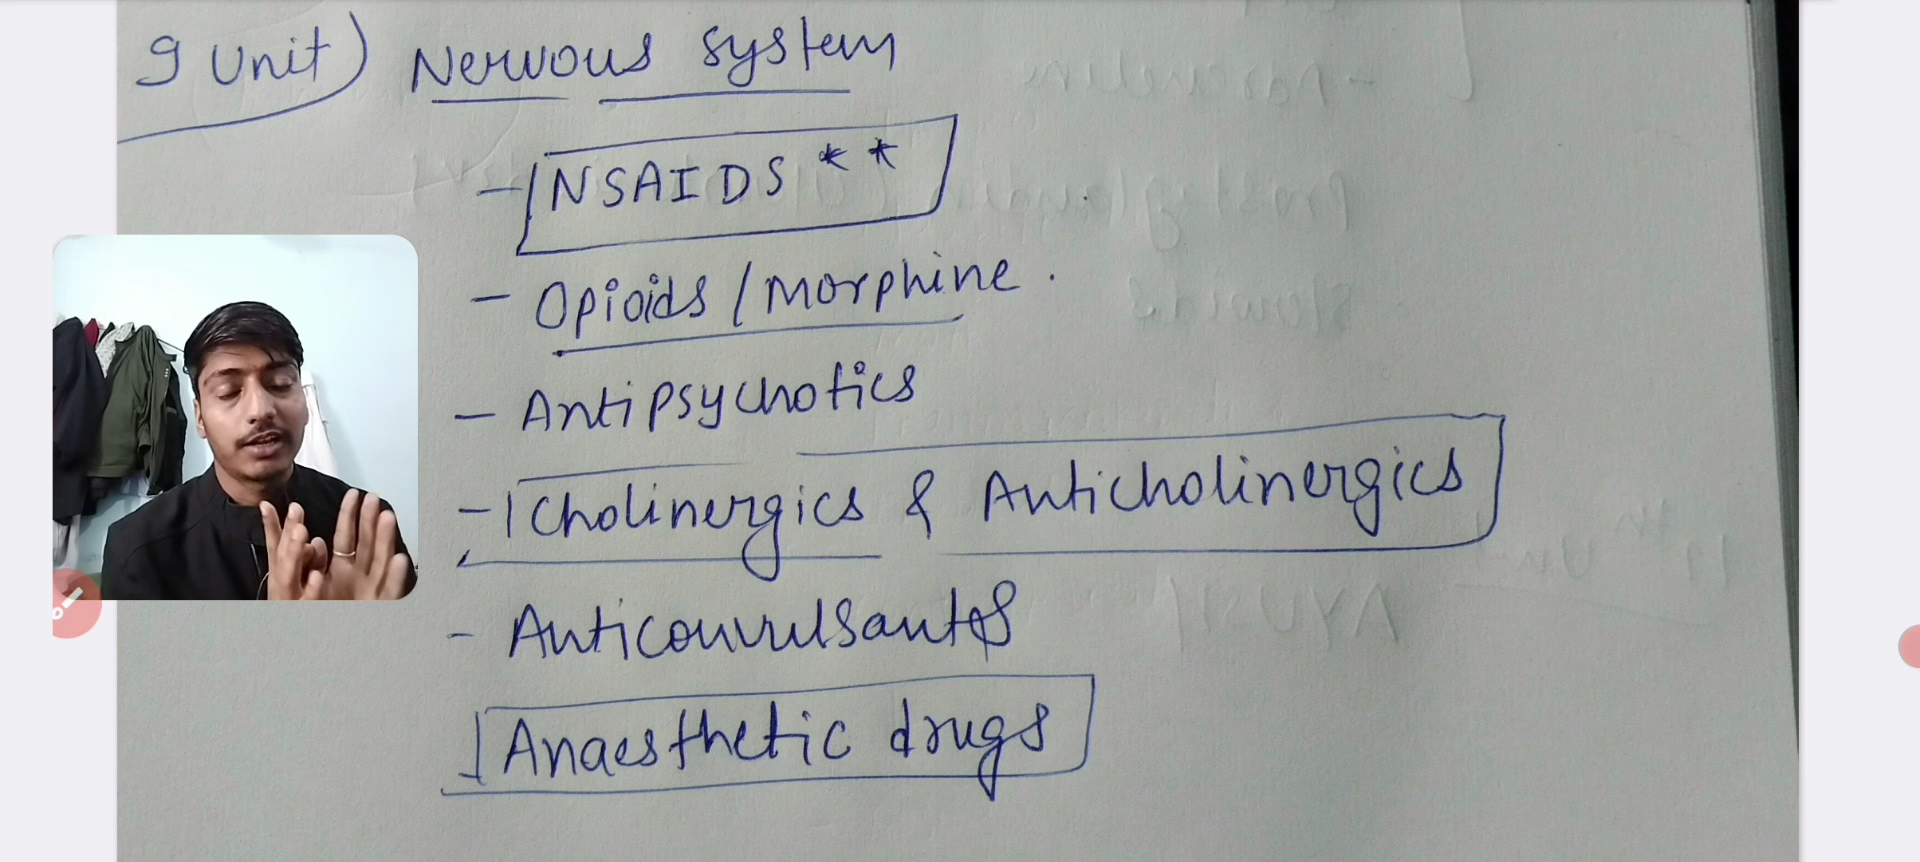 9 Unit) Nervous system
- NSAIDS **
- Opioids / Morphine .
- Antipsychotics
- Cholinergics & Anticholinergics
- Anticonvulsants
- Anaesthetic drugs